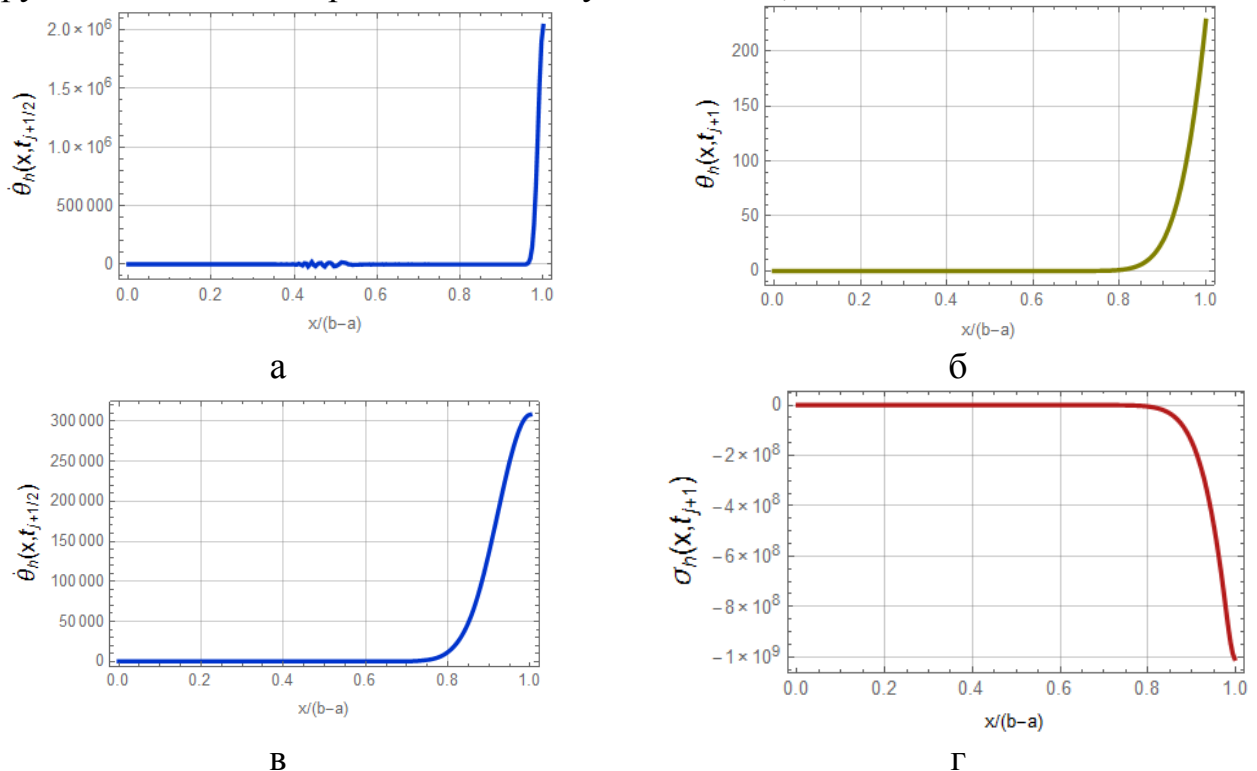 2.0 × 10⁶
1.5 × 10⁶
1.0 × 10⁶
500 000
0
θ̇ₕ(x,tⱼ₊₁/₂)
0.0 0.2 0.4 0.6 0.8 1.0
x/(b−a)
а
200
150
100
50
0
θₕ(x,tⱼ₊₁)
0.0 0.2 0.4 0.6 0.8 1.0
x/(b−a)
б
300 000
250 000
200 000
150 000
100 000
50 000
0
θ̇ₕ(x,tⱼ₊₁/₂)
0.0 0.2 0.4 0.6 0.8 1.0
x/(b−a)
в
0
−2 × 10⁸
−4 × 10⁸
−6 × 10⁸
−8 × 10⁸
−1 × 10⁹
σₕ(x,tⱼ₊₁)
0.0 0.2 0.4 0.6 0.8 1.0
x/(b−a)
г